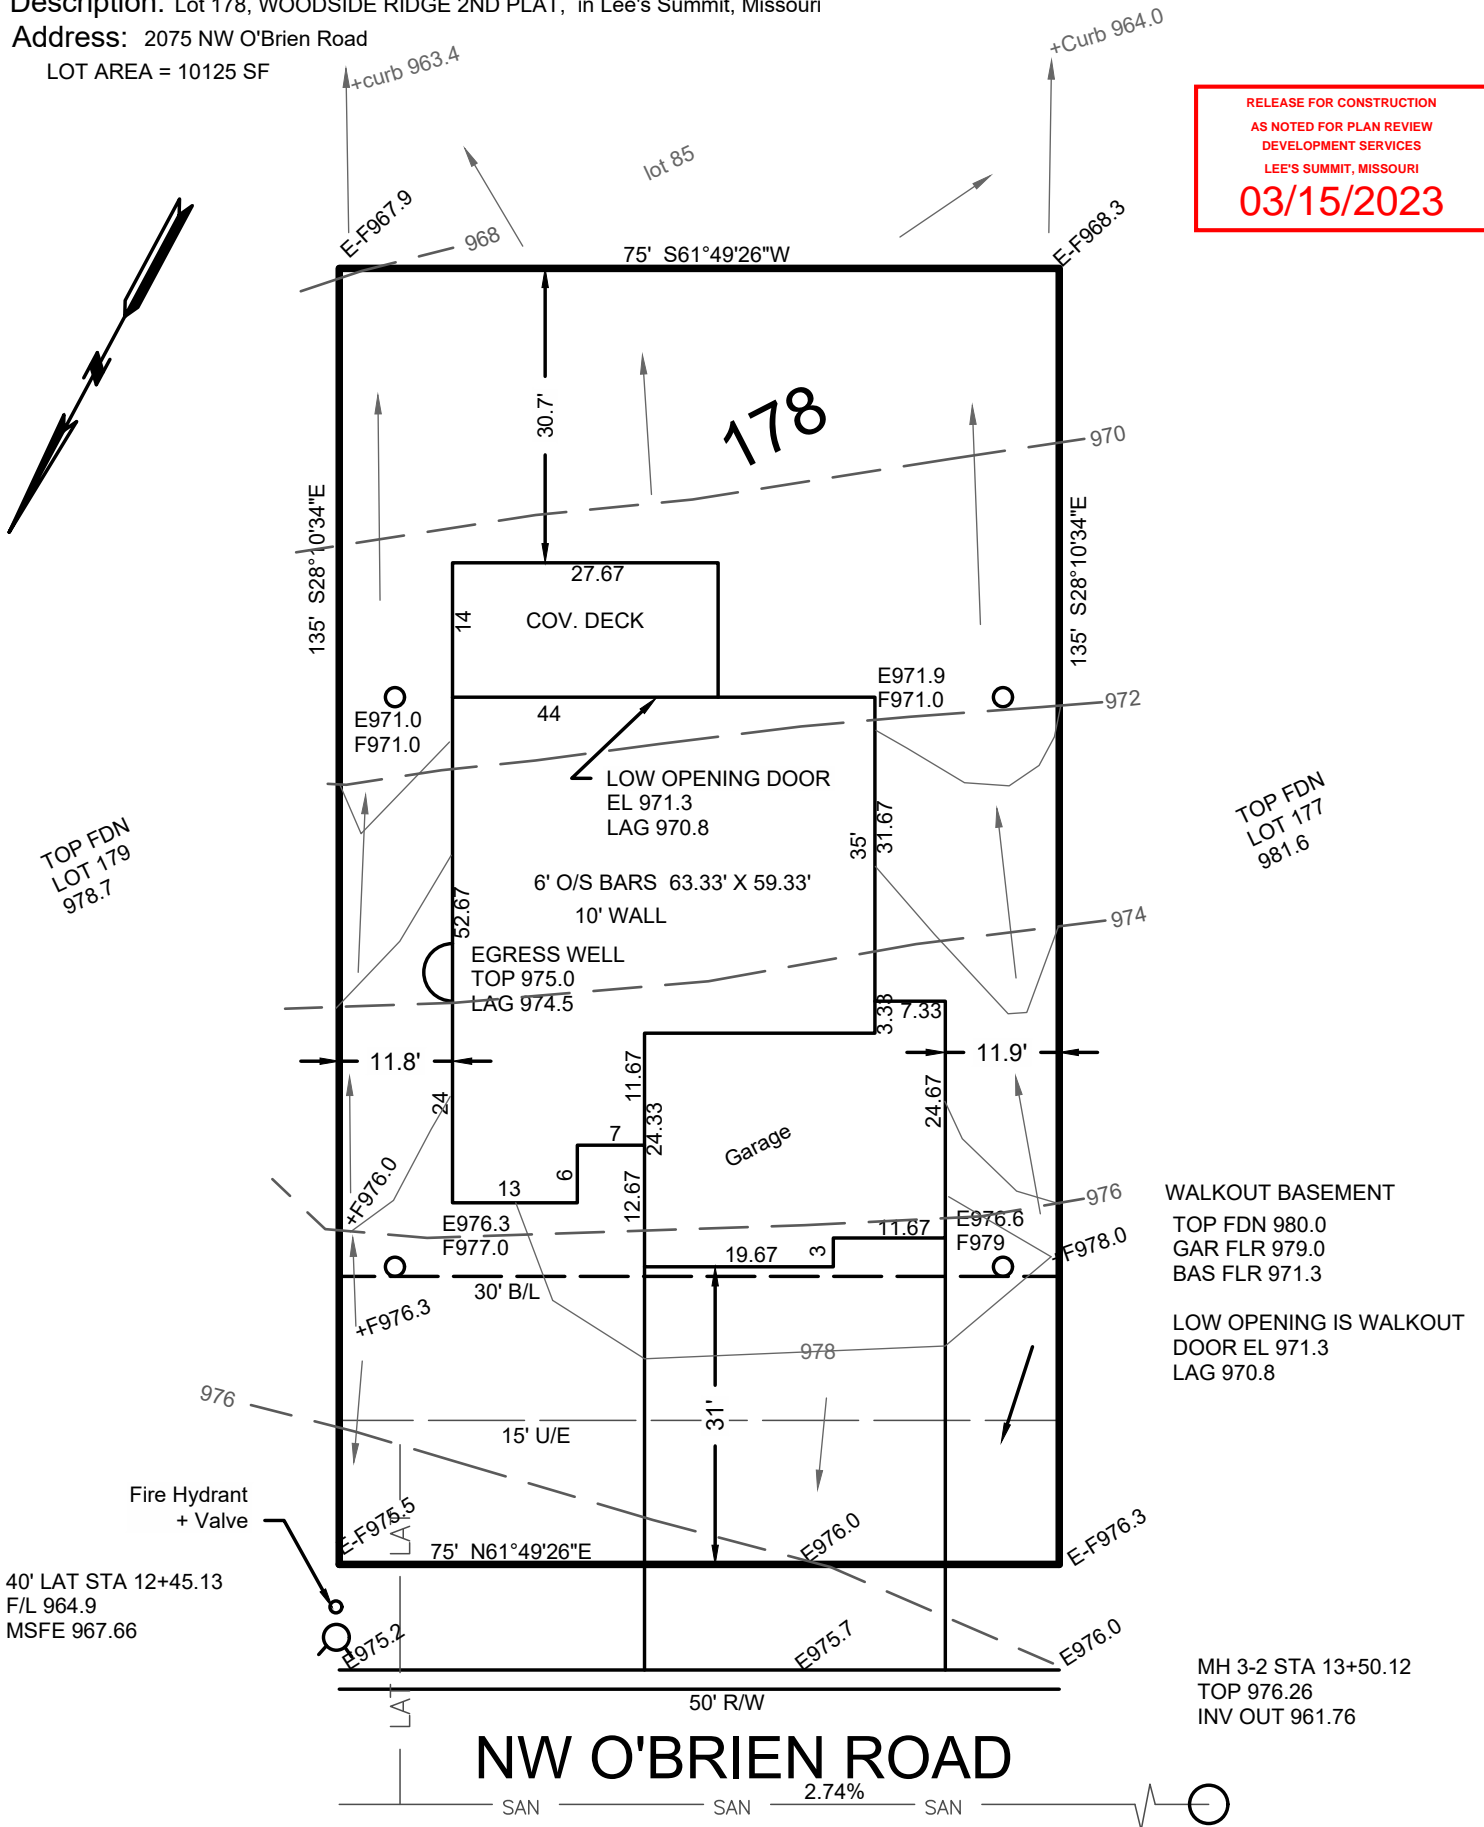 Description: Lot 178, WOODSIDE RIDGE 2ND PLAT, in Lee's Summit, Missouri
Address: 2075 NW O'Brien Road
LOT AREA = 10125 SF
+curb 963.4
+Curb 964.0
lot 85
RELEASE FOR CONSTRUCTION
AS NOTED FOR PLAN REVIEW
DEVELOPMENT SERVICES
LEE'S SUMMIT, MISSOURI
03/15/2023
E-F967.9
968
75' S61°49'26"W
E-F968.3
30.7'
178
970
135' S28°10'34"E
135' S28°10'34"E
27.67
14
COV. DECK
E971.9
F971.0
E971.0
F971.0
44
972
LOW OPENING DOOR
EL 971.3
LAG 970.8
TOP FDN
LOT 179
978.7
TOP FDN
LOT 177
981.6
35'
31.67
6' O/S BARS 63.33' X 59.33'
10' WALL
52.67
974
EGRESS WELL
TOP 975.0
LAG 974.5
3.33
7.33
11.8'
11.9'
11.67
24
24.33
24.67
Garage
7
6
13
12.67
+F976.0
976
E976.3
F977.0
E976.6
F979
11.67
19.67
3
+F978.0
WALKOUT BASEMENT
TOP FDN 980.0
GAR FLR 979.0
BAS FLR 971.3
LOW OPENING IS WALKOUT
DOOR EL 971.3
LAG 970.8
30' B/L
+F976.3
978
976
31'
15' U/E
Fire Hydrant
+ Valve
E-F975.5
LAT
75' N61°49'26"E
E976.0
E-F976.3
40' LAT STA 12+45.13
F/L 964.9
MSFE 967.66
E975.2
E975.7
E976.0
MH 3-2 STA 13+50.12
TOP 976.26
INV OUT 961.76
LAT
50' R/W
NW O'BRIEN ROAD
2.74%
SAN
SAN
SAN